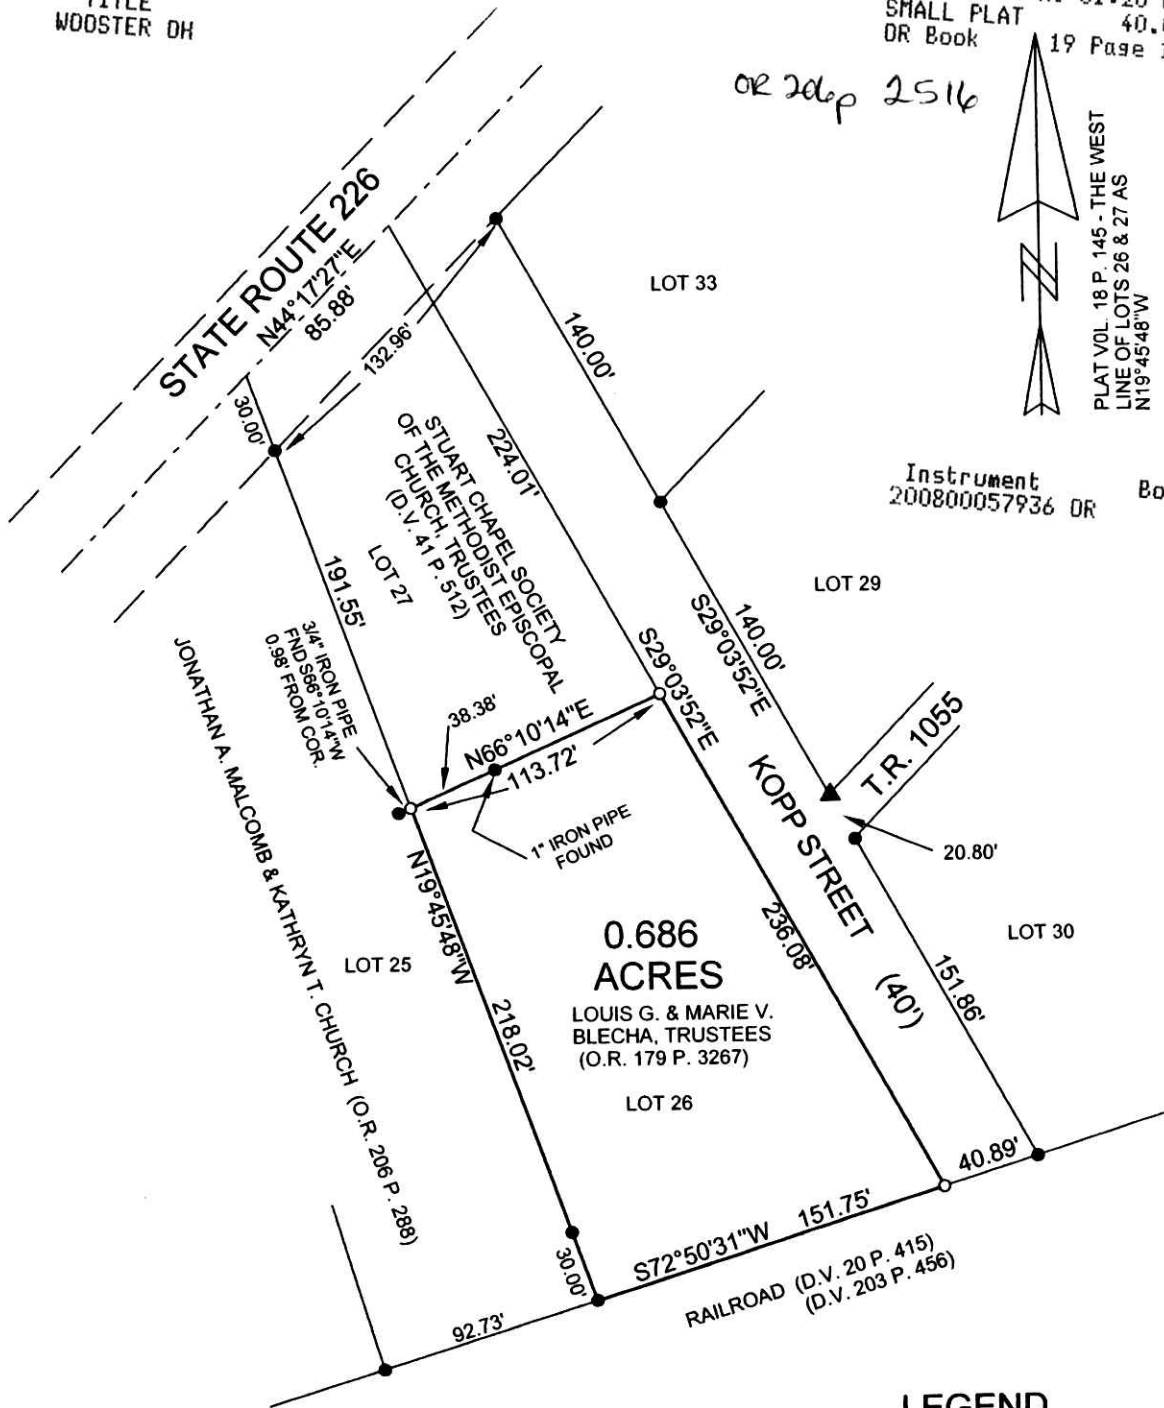 TITLE
WOOSTER OH
SMALL PLAT
40.
OR Book 19 Page
OR 206p 2516
PLAT VOL. 18 P. 145 - THE WEST
LINE OF LOTS 26 & 27 AS
N19°45'48"W
N
STATE ROUTE 226
N44°17'27"E
85.88'
132.96'
30.00'
LOT 33
140.00'
224.01'
STUART CHAPEL SOCIETY
OF THE METHODIST EPISCOPAL
CHURCH, TRUSTEES
(D.V. 41 P. 512)
LOT 27
191.55'
Instrument Bo
200800057936 OR
LOT 29
140.00'
S29°03'52"E
S29°03'52"E
3/4" IRON PIPE
FND S66°10'14"W
0.98' FROM COR.
38.38'
N66°10'14"E
113.72'
1" IRON PIPE
FOUND
T.R. 1055
KOPP STREET (40')
20.80'
JONATHAN A. MALCOMB & KATHRYN T. CHURCH (O.R. 206 P. 288)
N19°45'48"W 218.02'
LOT 25
0.686
ACRES
LOUIS G. & MARIE V.
BLECHA, TRUSTEES
(O.R. 179 P. 3267)
LOT 26
236.08'
LOT 30
151.86'
30.00'
S72°50'31"W 151.75'
40.89'
RAILROAD (D.V. 20 P. 415)
(D.V. 203 P. 456)
92.73'
LEGEND